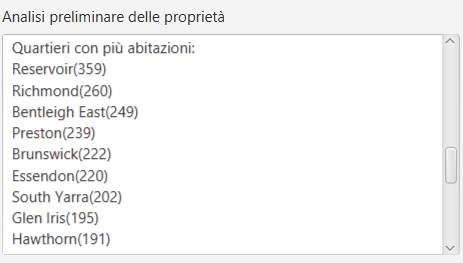 Analisi preliminare delle proprietà
Quartieri con più abitazioni:
Reservoir(359)
Richmond(260)
Bentleigh East(249)
Preston(239)
Brunswick(222)
Essendon(220)
South Yarra(202)
Glen Iris(195)
Hawthorn(191)